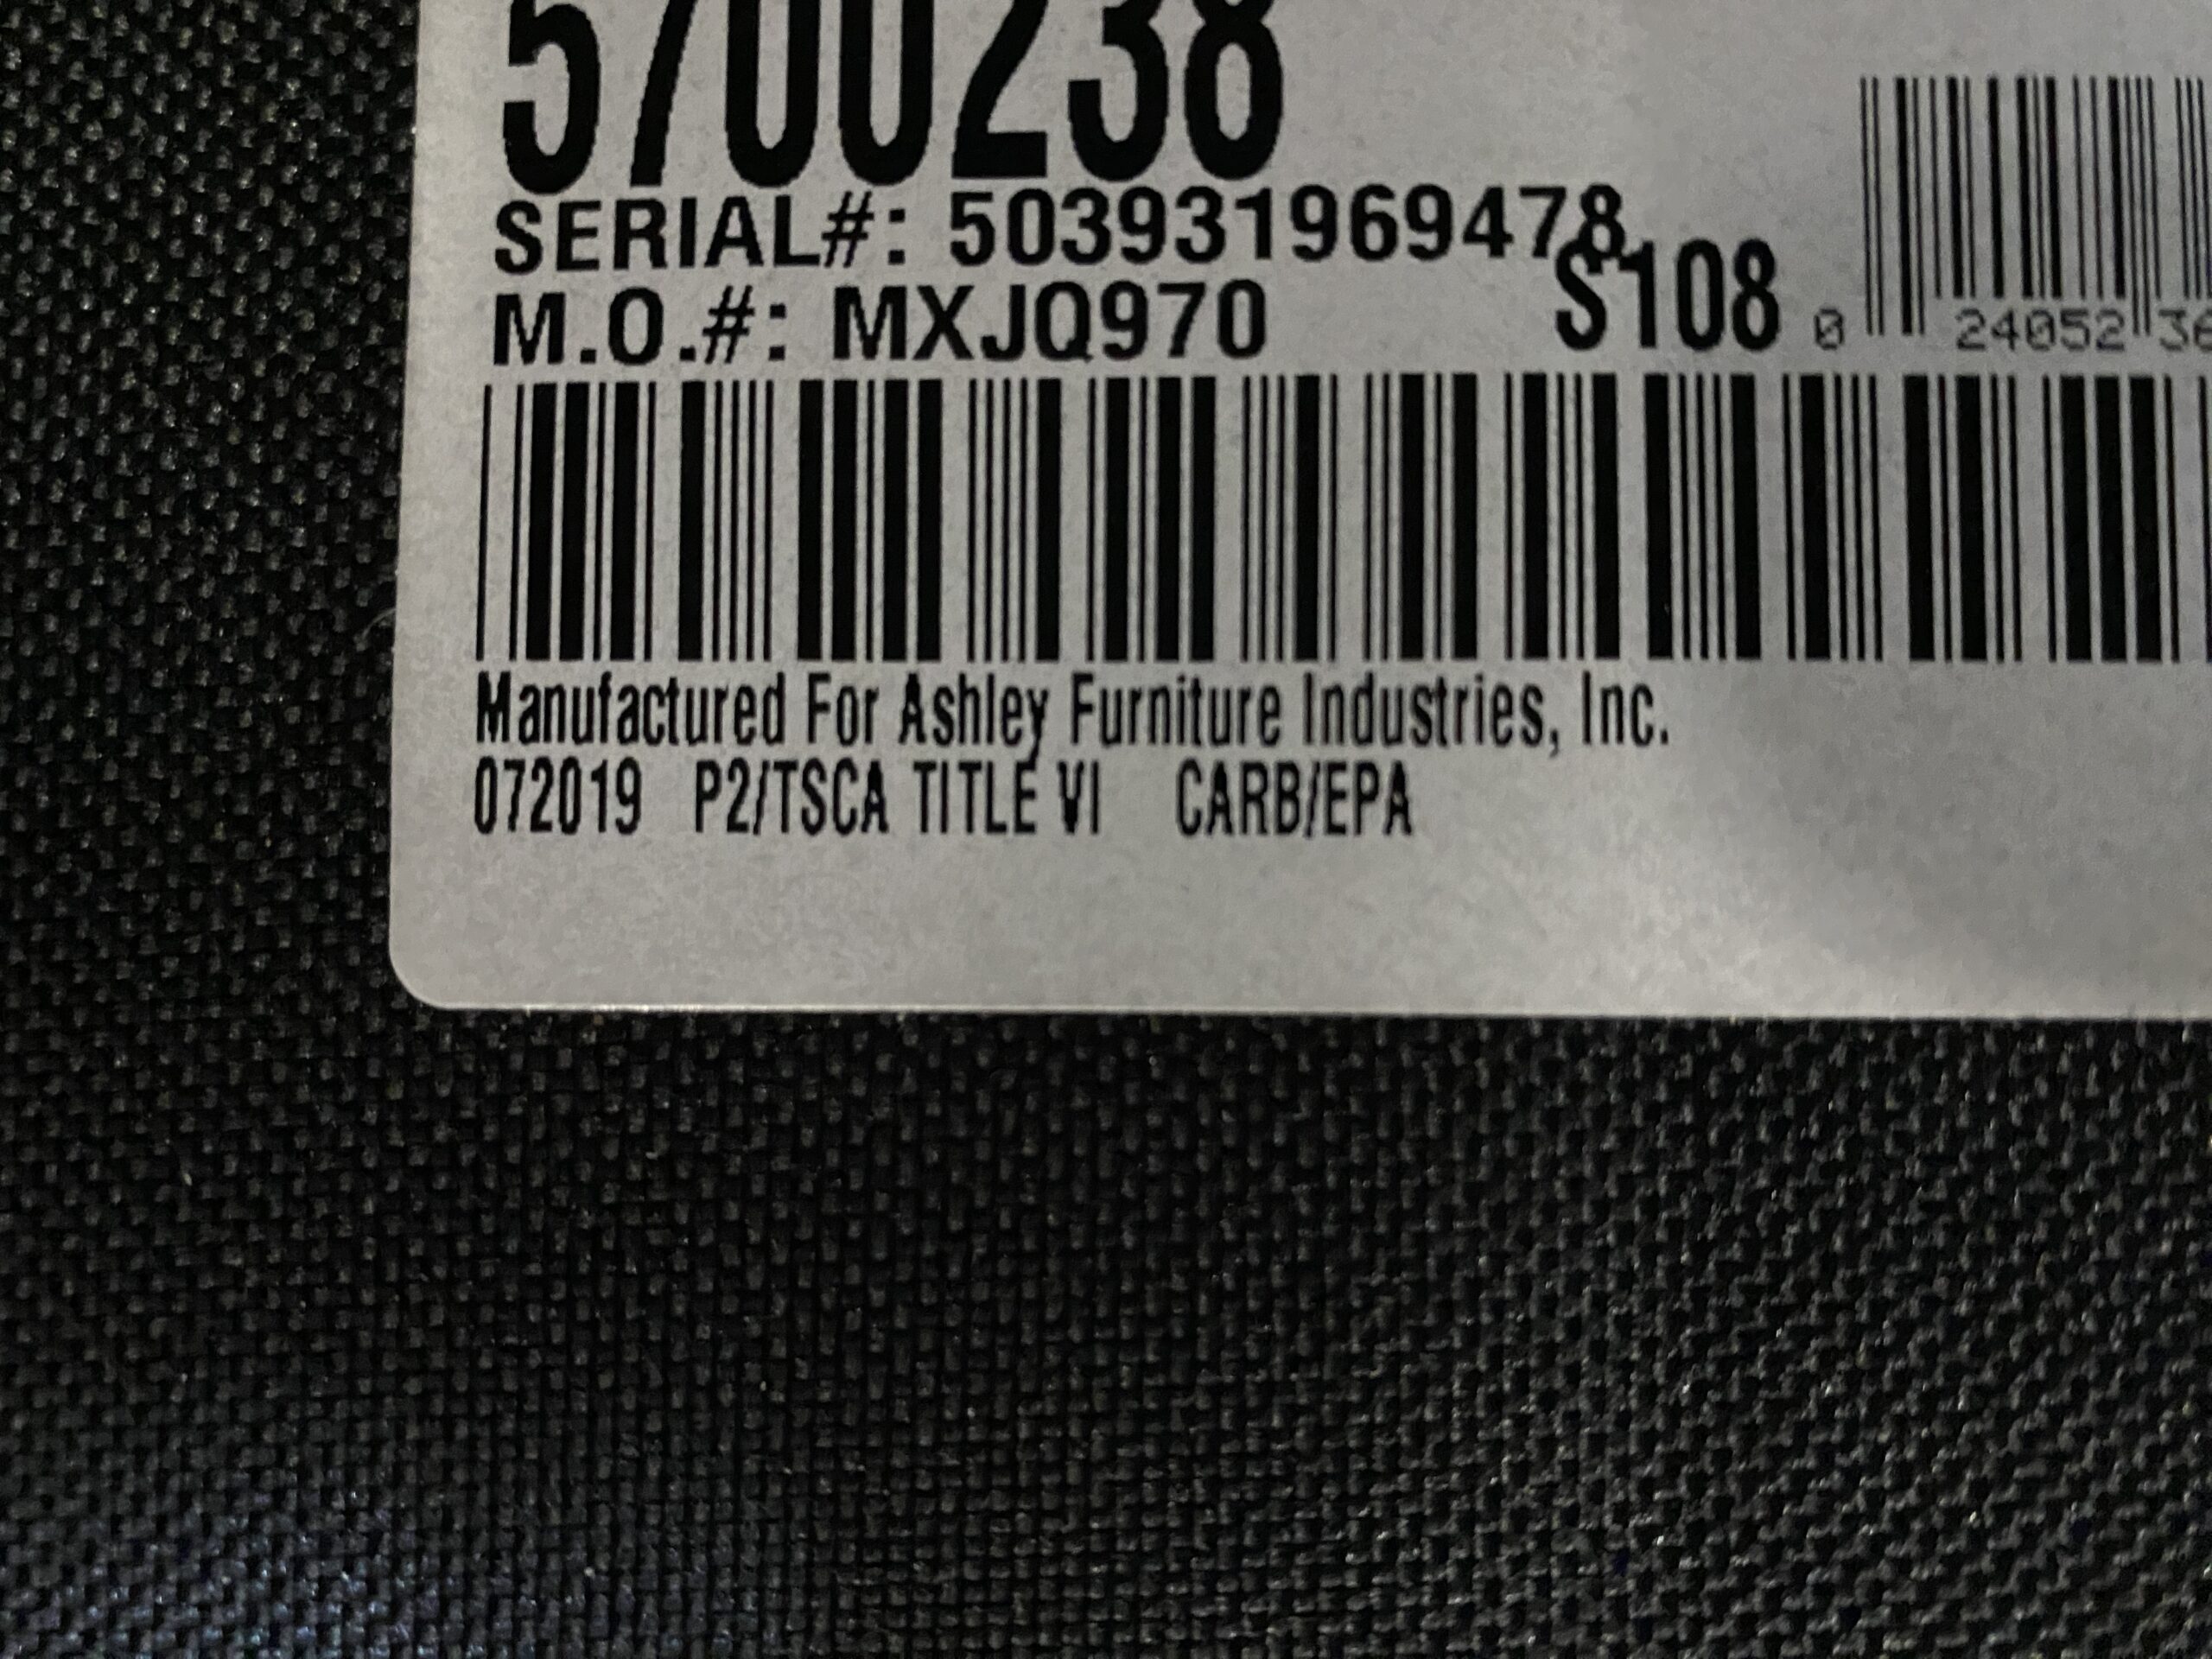 5700238
SERIAL#: 503931969478
M.O.#: MXJQ970
S108
0 24052 36
Manufactured For Ashley Furniture Industries, Inc.
072019 P2/TSCA TITLE VI CARB/EPA